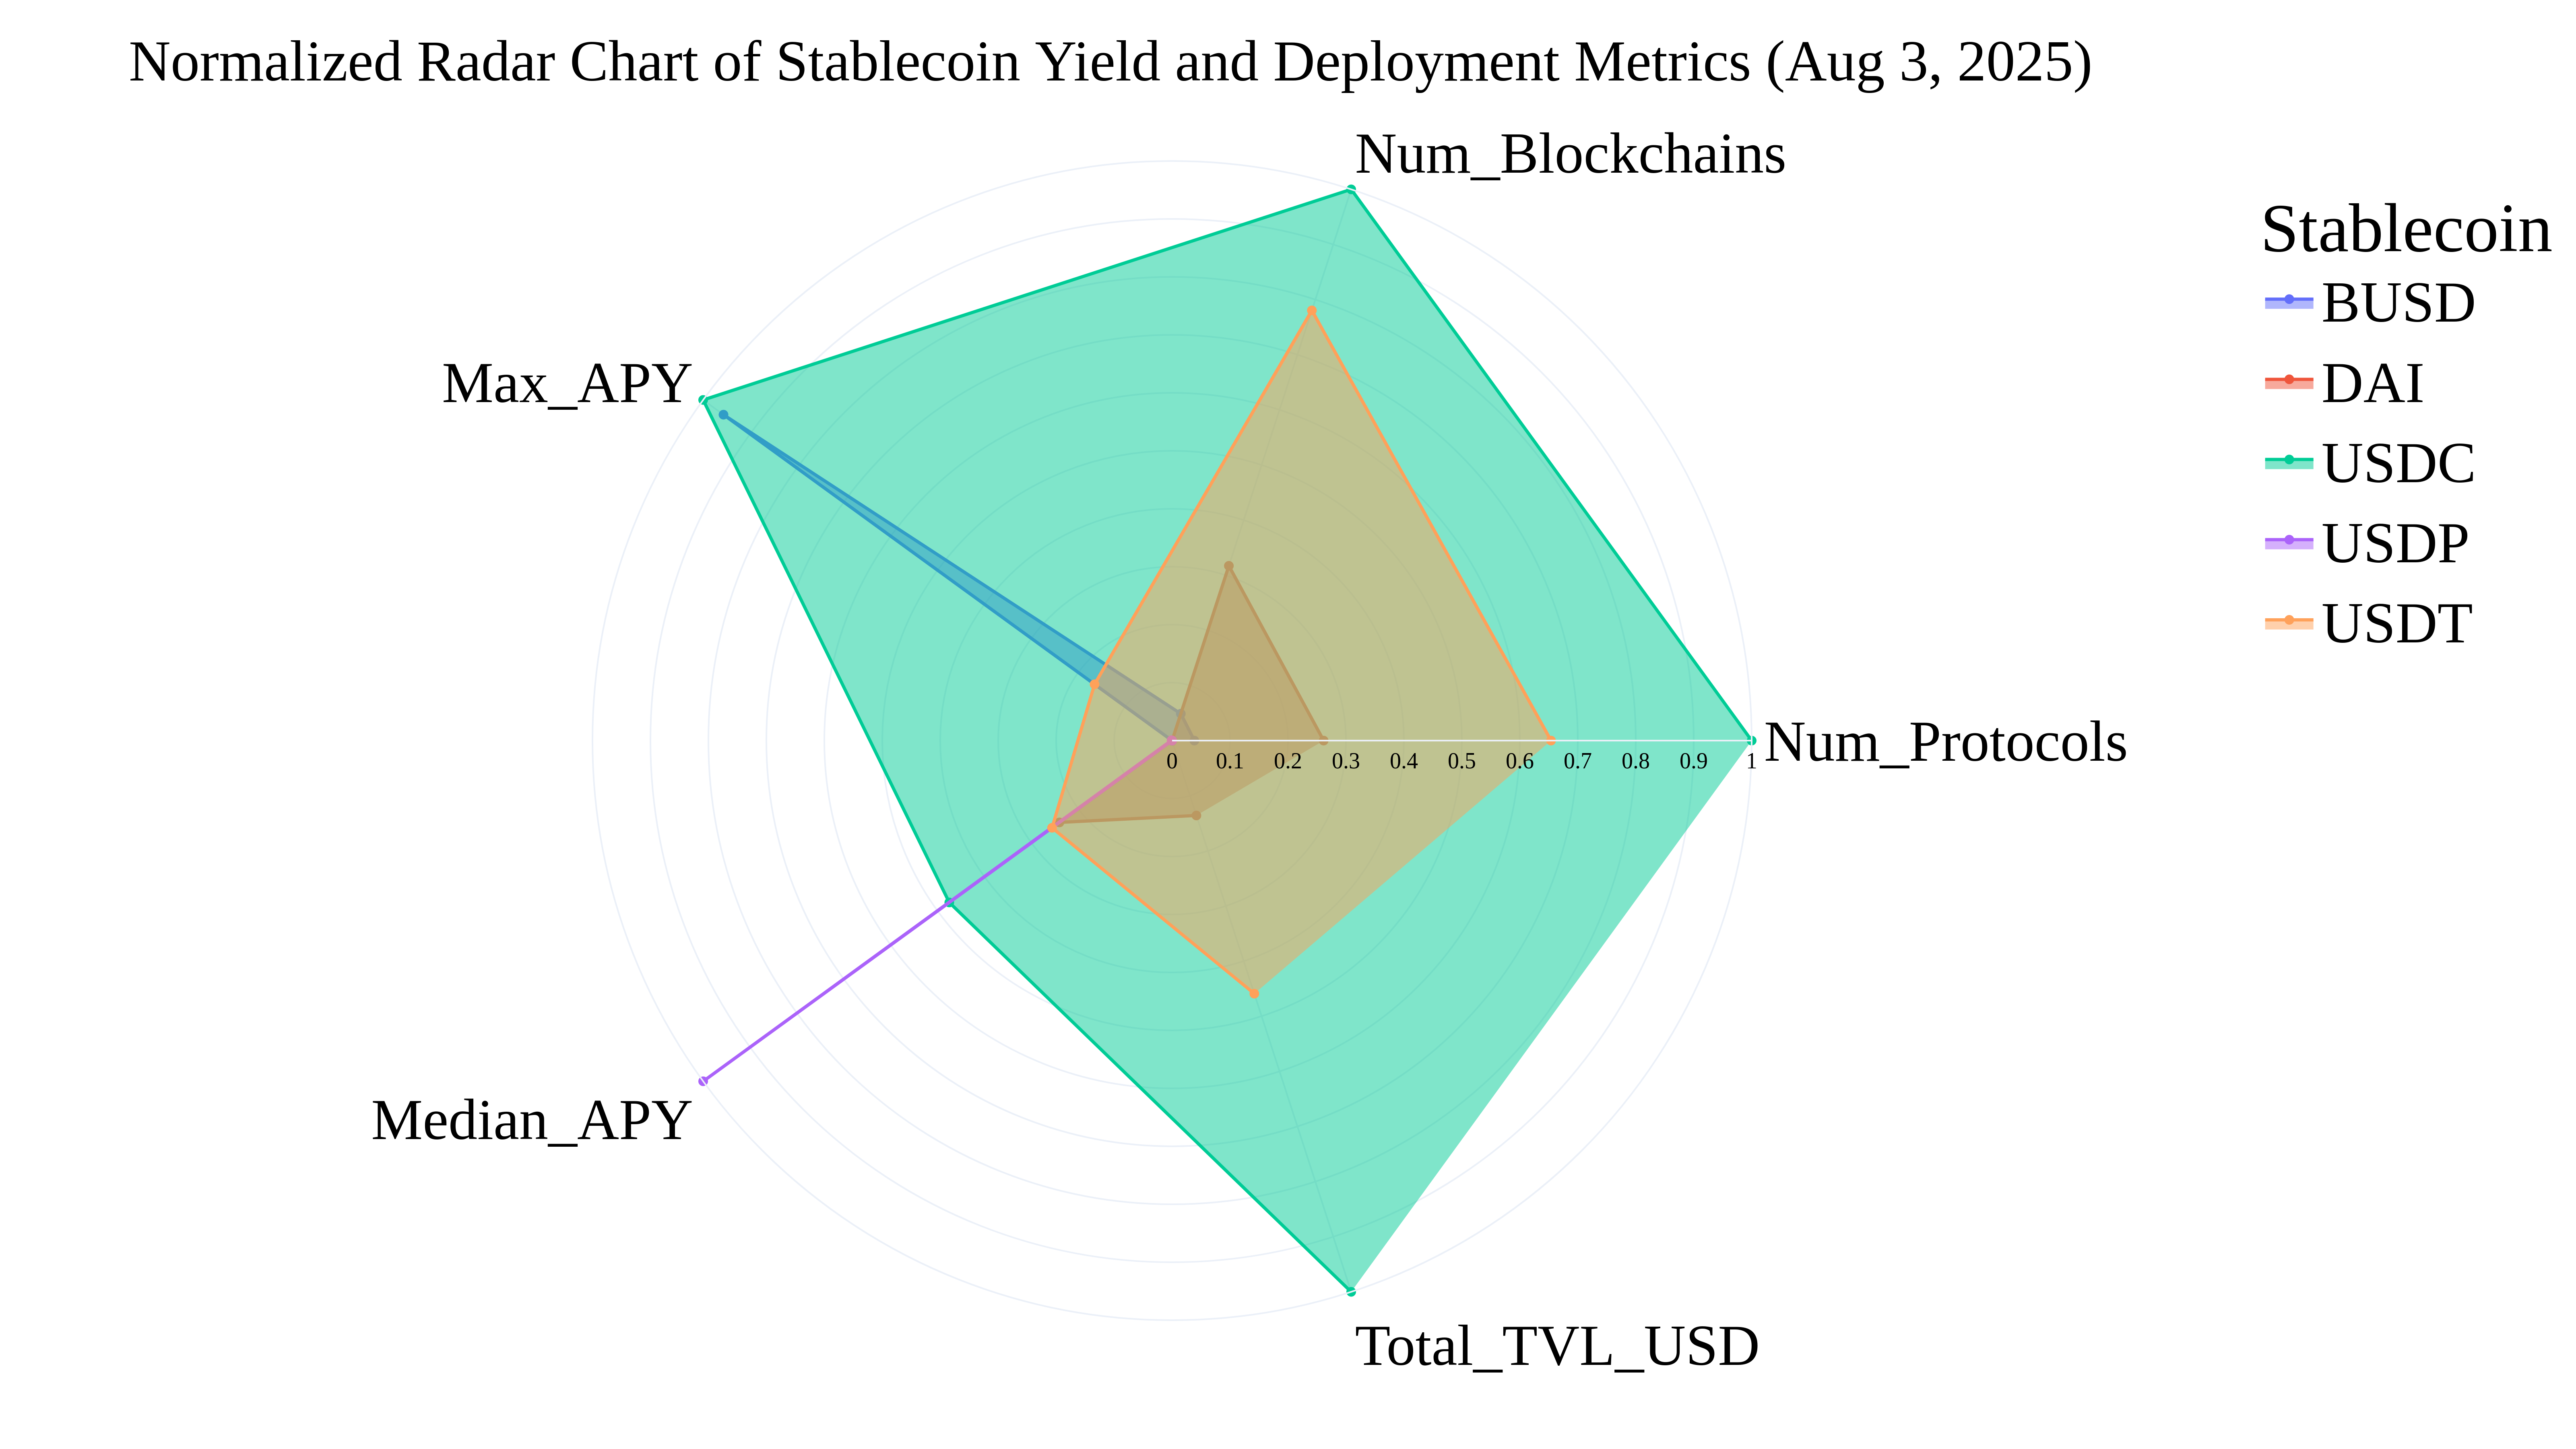 Normalized Radar Chart of Stablecoin Yield and Deployment Metrics (Aug 3, 2025)
Num_Blockchains
Max_APY
Num_Protocols
0 0.1 0.2 0.3 0.4 0.5 0.6 0.7 0.8 0.9 1
Median_APY
Total_TVL_USD
Stablecoin
BUSD
DAI
USDC
USDP
USDT